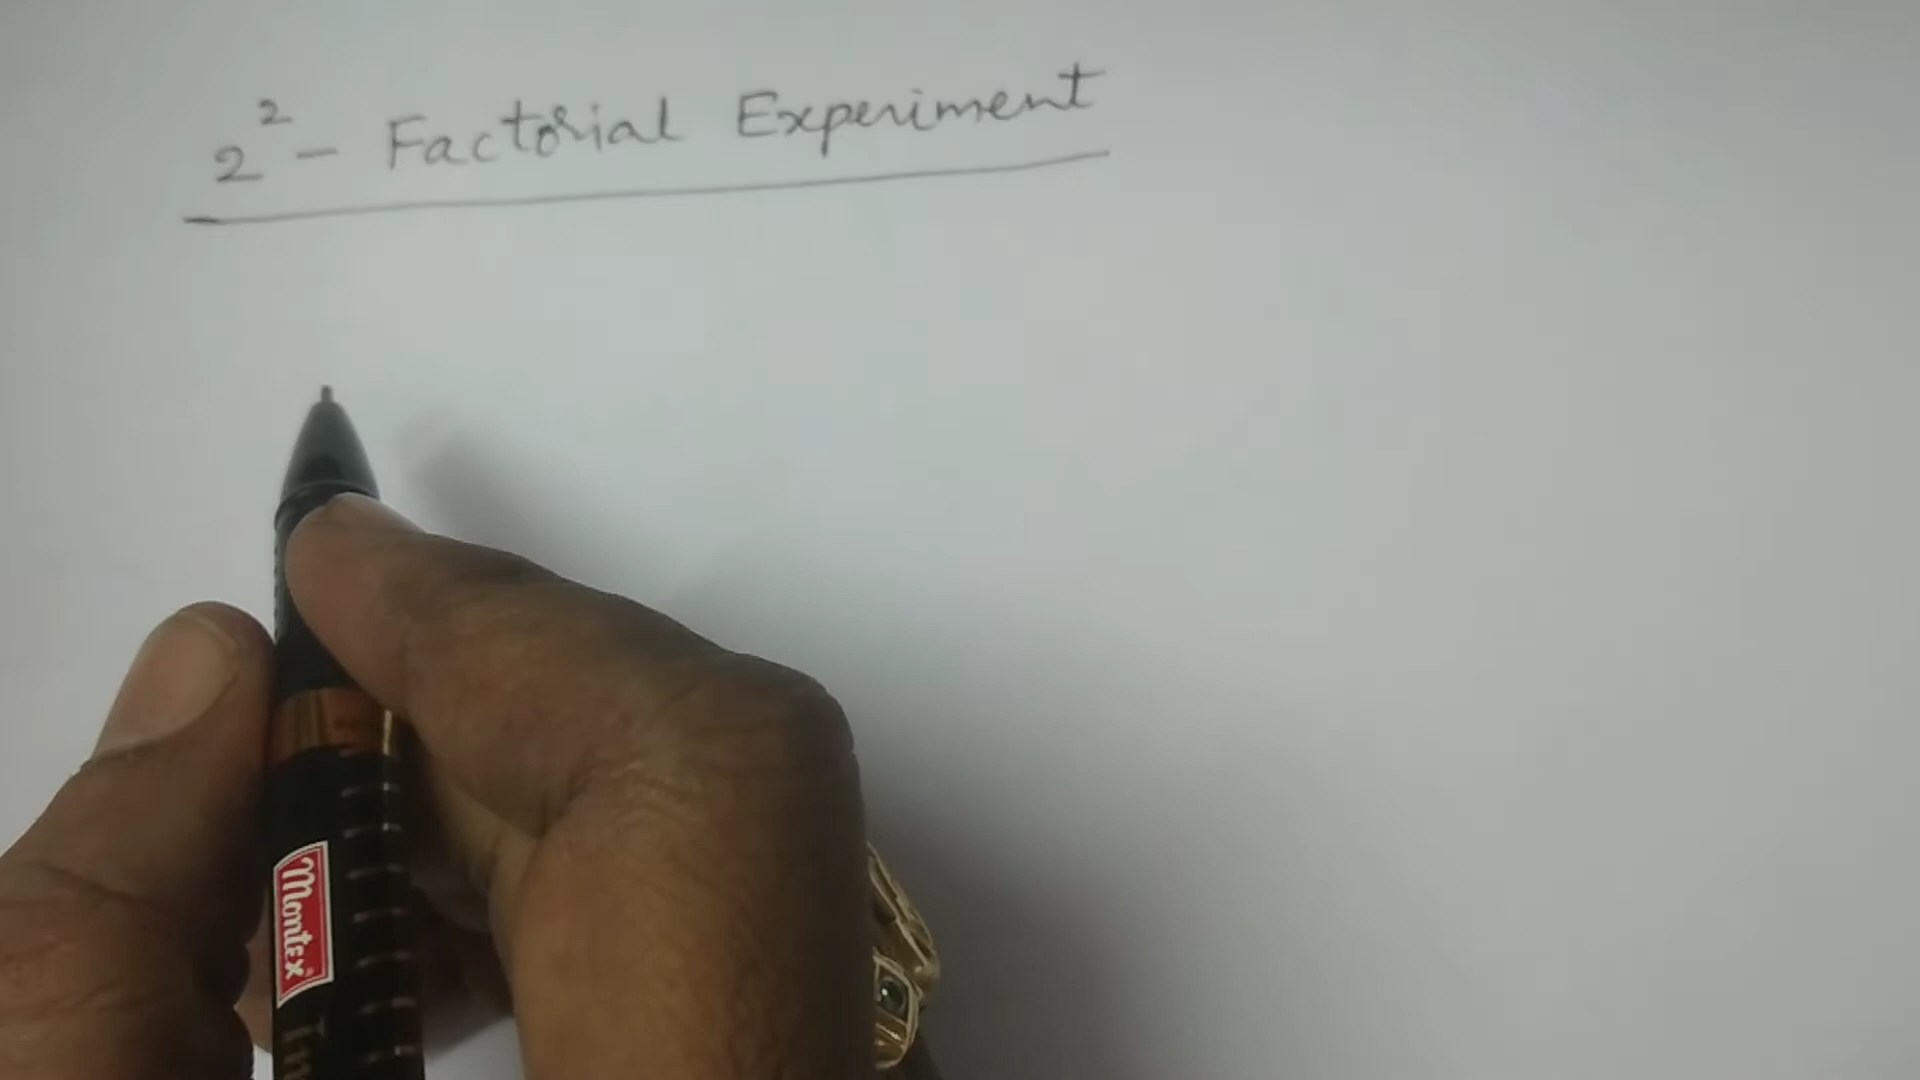 2² - Factorial Experiment
Montex